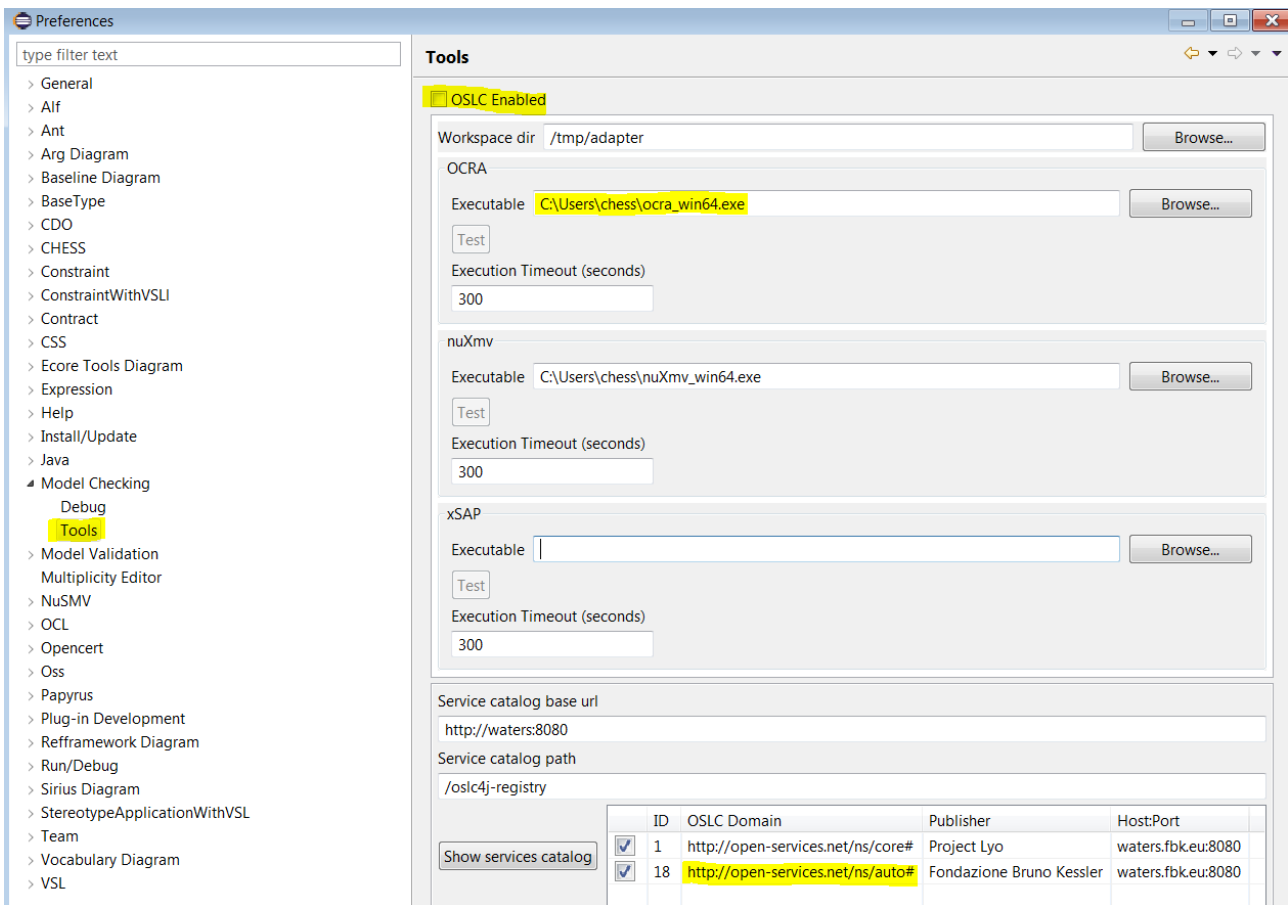 Preferences
type filter text
General
Alf
Ant
Arg Diagram
Baseline Diagram
BaseType
CDO
CHESS
Constraint
ConstraintWithVSLI
Contract
CSS
Ecore Tools Diagram
Expression
Help
Install/Update
Java
Model Checking
Debug
Tools
Model Validation
Multiplicity Editor
NuSMV
OCL
Opencert
Oss
Papyrus
Plug-in Development
Refframework Diagram
Run/Debug
Sirius Diagram
StereotypeApplicationWithVSL
Team
Vocabulary Diagram
VSL
Tools
OSLC Enabled
Workspace dir /tmp/adapter Browse...
OCRA
Executable C:\Users\chess\ocra_win64.exe Browse...
Test
Execution Timeout (seconds)
300
nuXmv
Executable C:\Users\chess\nuXmv_win64.exe Browse...
Test
Execution Timeout (seconds)
300
xSAP
Executable Browse...
Test
Execution Timeout (seconds)
300
Service catalog base url
http://waters:8080
Service catalog path
/oslc4j-registry
Show services catalog
ID OSLC Domain Publisher Host:Port
1 http://open-services.net/ns/core# Project Lyo waters.fbk.eu:8080
18 http://open-services.net/ns/auto# Fondazione Bruno Kessler waters.fbk.eu:8080